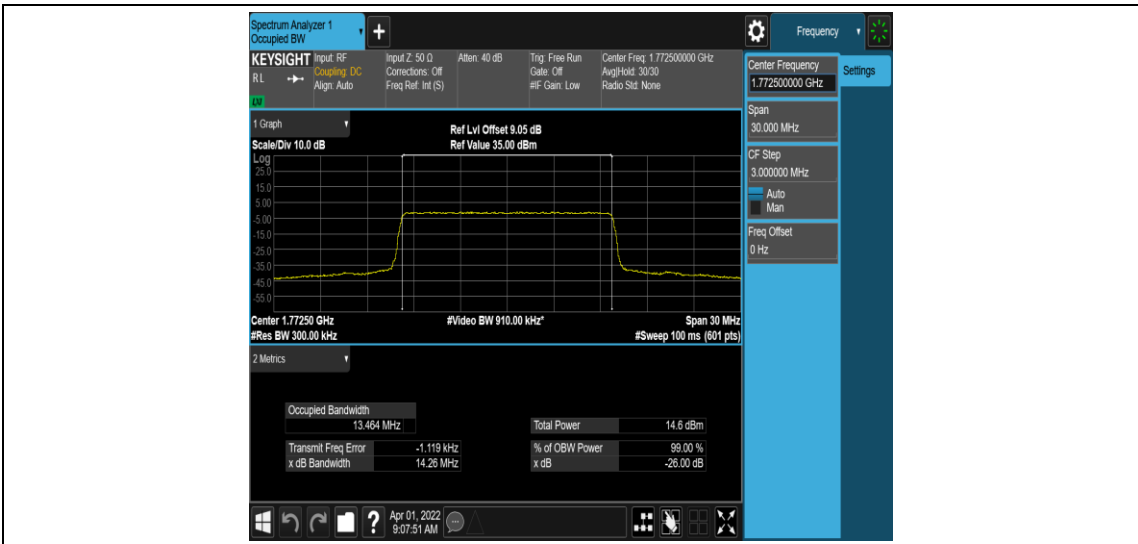 Spectrum Analyzer 1
Occupied BW
+
Frequency
KEYSIGHT
RL
LXI
Input: RF
Coupling: DC
Align: Auto
Input Z: 50 Ω
Corrections: Off
Freq Ref: Int (S)
Atten: 40 dB
Trig: Free Run
Gate: Off
#IF Gain: Low
Center Freq: 1.772500000 GHz
Avg|Hold: 30/30
Radio Std: None
Center Frequency
1.772500000 GHz
Settings
Span
30.000 MHz
CF Step
3.000000 MHz
Auto
Man
Freq Offset
0 Hz
1 Graph
Scale/Div 10.0 dB
Ref Lvl Offset 9.05 dB
Ref Value 35.00 dBm
Log
25.0
15.0
5.00
-5.00
-15.0
-25.0
-35.0
-45.0
-55.0
Center 1.77250 GHz
#Res BW 300.00 kHz
#Video BW 910.00 kHz*
Span 30 MHz
#Sweep 100 ms (601 pts)
2 Metrics
Occupied Bandwidth
13.464 MHz
Transmit Freq Error -1.119 kHz
x dB Bandwidth 14.26 MHz
Total Power 14.6 dBm
% of OBW Power 99.00 %
x dB -26.00 dB
?
Apr 01, 2022
9:07:51 AM